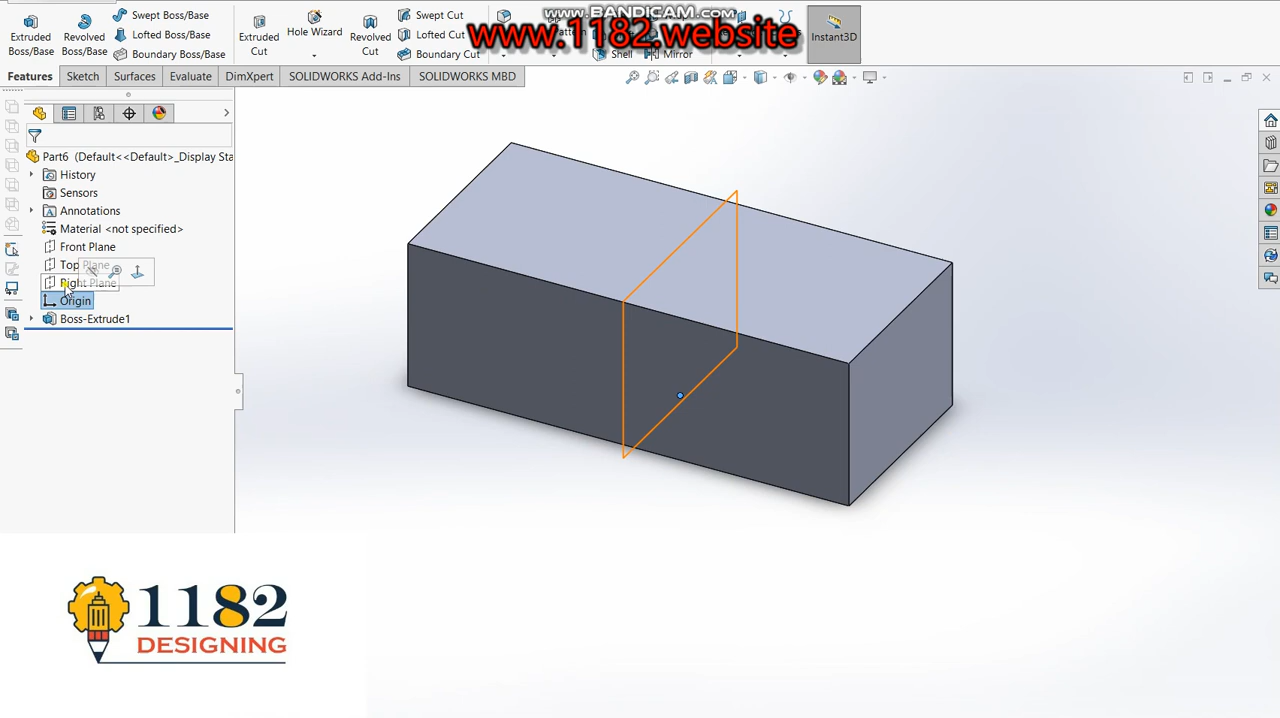 www.BANDICAM.com
www.1182.website
Extruded Boss/Base
Revolved Boss/Base
Swept Boss/Base
Lofted Boss/Base
Boundary Boss/Base
Extruded Cut
Hole Wizard
Revolved Cut
Swept Cut
Lofted Cut
Boundary Cut
Shell
Mirror
Instant3D
Features
Sketch
Surfaces
Evaluate
DimXpert
SOLIDWORKS Add-Ins
SOLIDWORKS MBD
Part6 (Default<<Default>_Display Sta
History
Sensors
Annotations
Material <not specified>
Front Plane
Top Plane
Right Plane
Origin
Boss-Extrude1
1182
DESIGNING